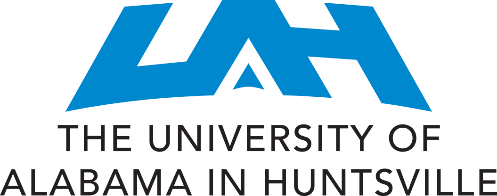 UAH
THE UNIVERSITY OF
ALABAMA IN HUNTSVILLE